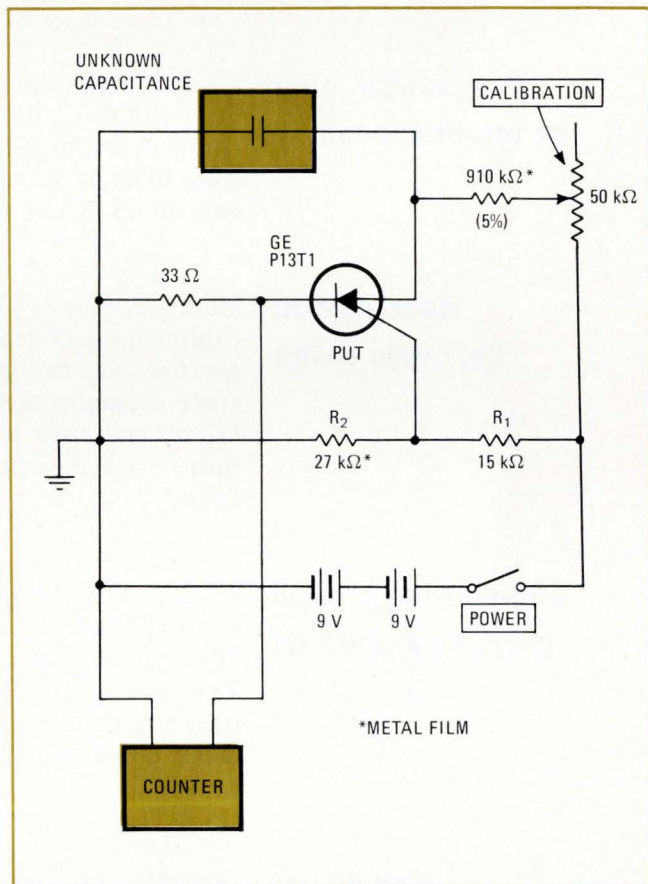 UNKNOWN
CAPACITANCE
CALIBRATION
910 kΩ*
(5%)
50 kΩ
GE
P13T1
33 Ω
PUT
R₂
27 kΩ*
R₁
15 kΩ
9 V
9 V
POWER
*METAL FILM
COUNTER